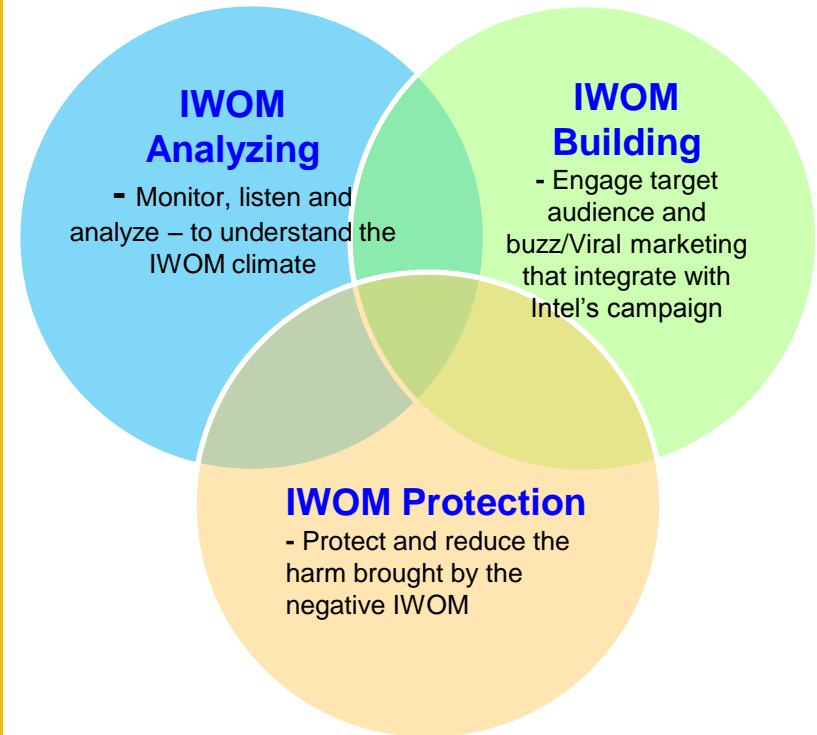 IWOM
Analyzing
- Monitor, listen and
analyze – to understand the
IWOM climate
IWOM
Building
- Engage target
audience and
buzz/Viral marketing
that integrate with
Intel’s campaign
IWOM Protection
- Protect and reduce the
harm brought by the
negative IWOM